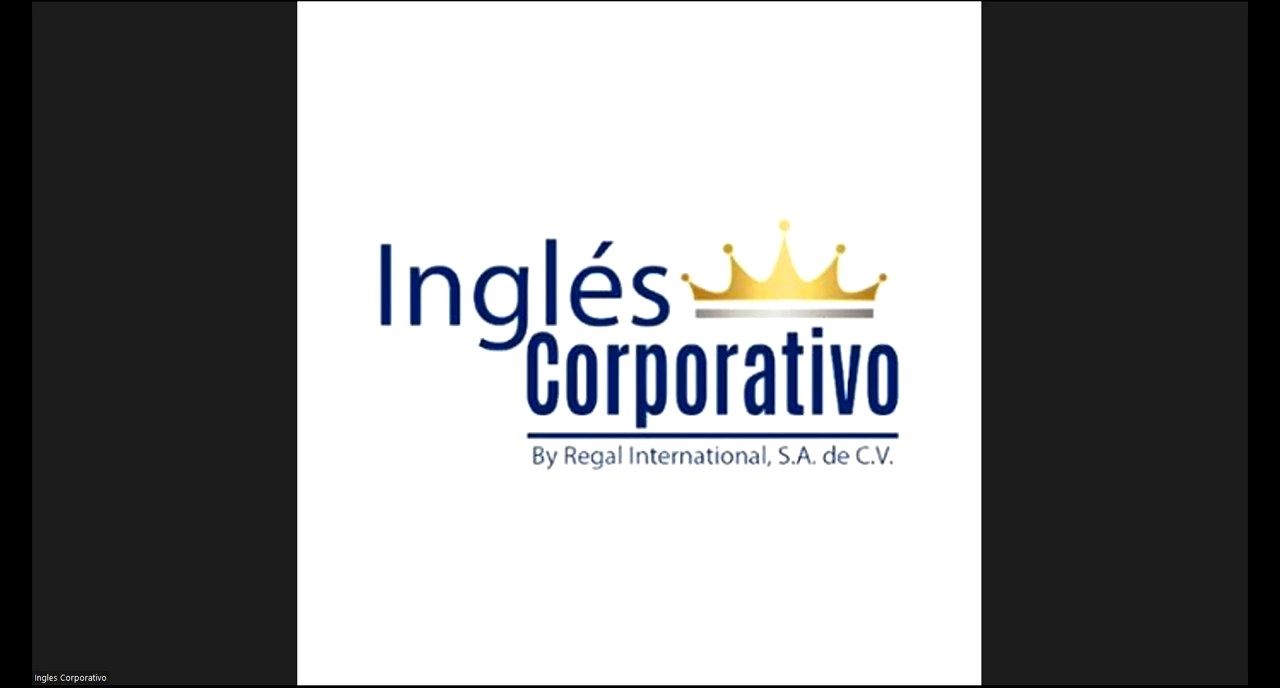 Inglés
Corporativo
By Regal International, S.A. de C.V.
Ingles Corporativo